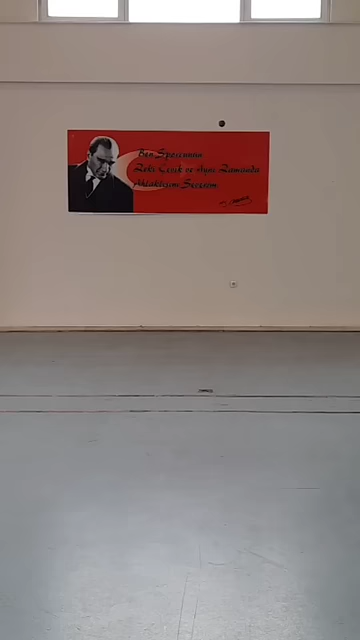 Ben Sporcunun
Zeki Çevik ve Aynı Zamanda
Ahlaklısını Severim